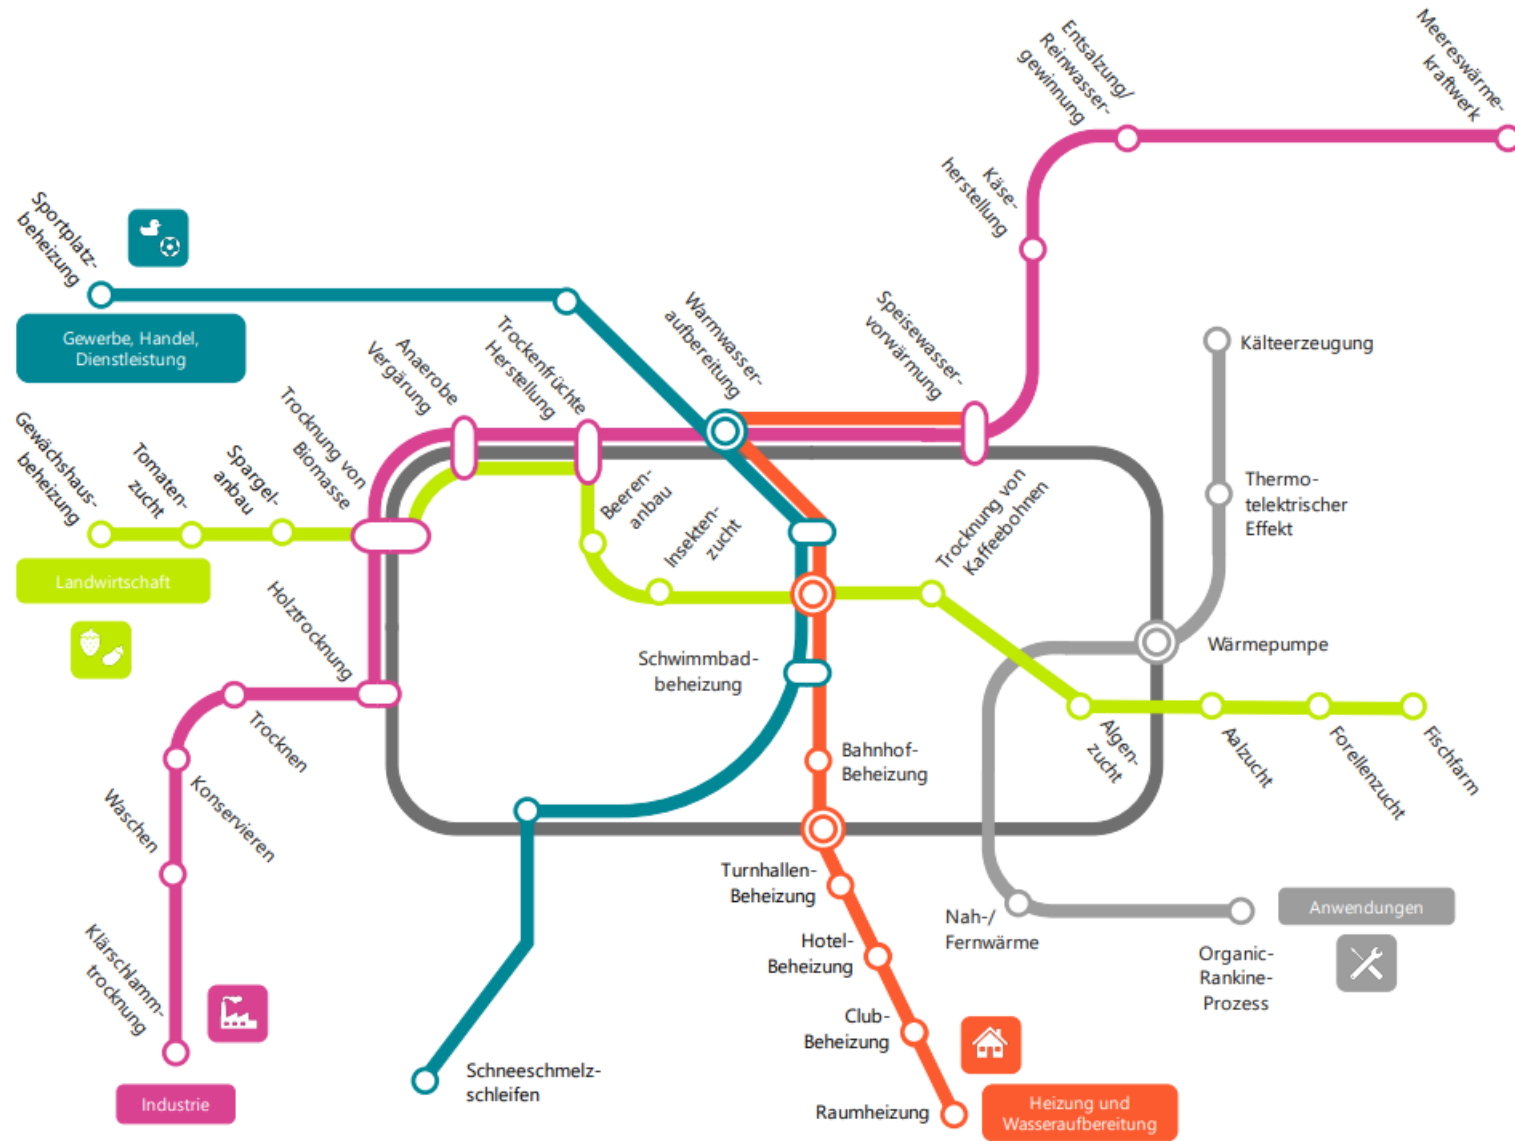 Meereswärme-
kraftwerk
Entsalzung/
Reinwasser-
gewinnung
Käse-
herstellung
Sportplatz-
beheizung
Gewerbe, Handel,
Dienstleistung
Anaerobe
Vergärung
Trockenfrüchte
Herstellung
Warmwasser-
aufbereitung
Speisewasser-
vorwärmung
Kälteerzeugung
Trocknung von
Biomasse
Gewächshaus-
beheizung
Tomaten-
zucht
Spargel-
anbau
Beeren-
anbau
Insekten-
zucht
Trocknung von
Kaffeebohnen
Thermo-
telektrischer
Effekt
Landwirtschaft
Holztrocknung
Schwimmbad-
beheizung
Wärmepumpe
Trocknen
Konservieren
Waschen
Bahnhof-
Beheizung
Algen-
zucht
Aalzucht
Forellenzucht
Fischfarm
Turnhallen-
Beheizung
Hotel-
Beheizung
Nah-/
Fernwärme
Anwendungen
Organic-
Rankine-
Prozess
Klärschlamm-
trocknung
Club-
Beheizung
Schneeschmelz-
schleifen
Industrie
Raumheizung
Heizung und
Wasseraufbereitung